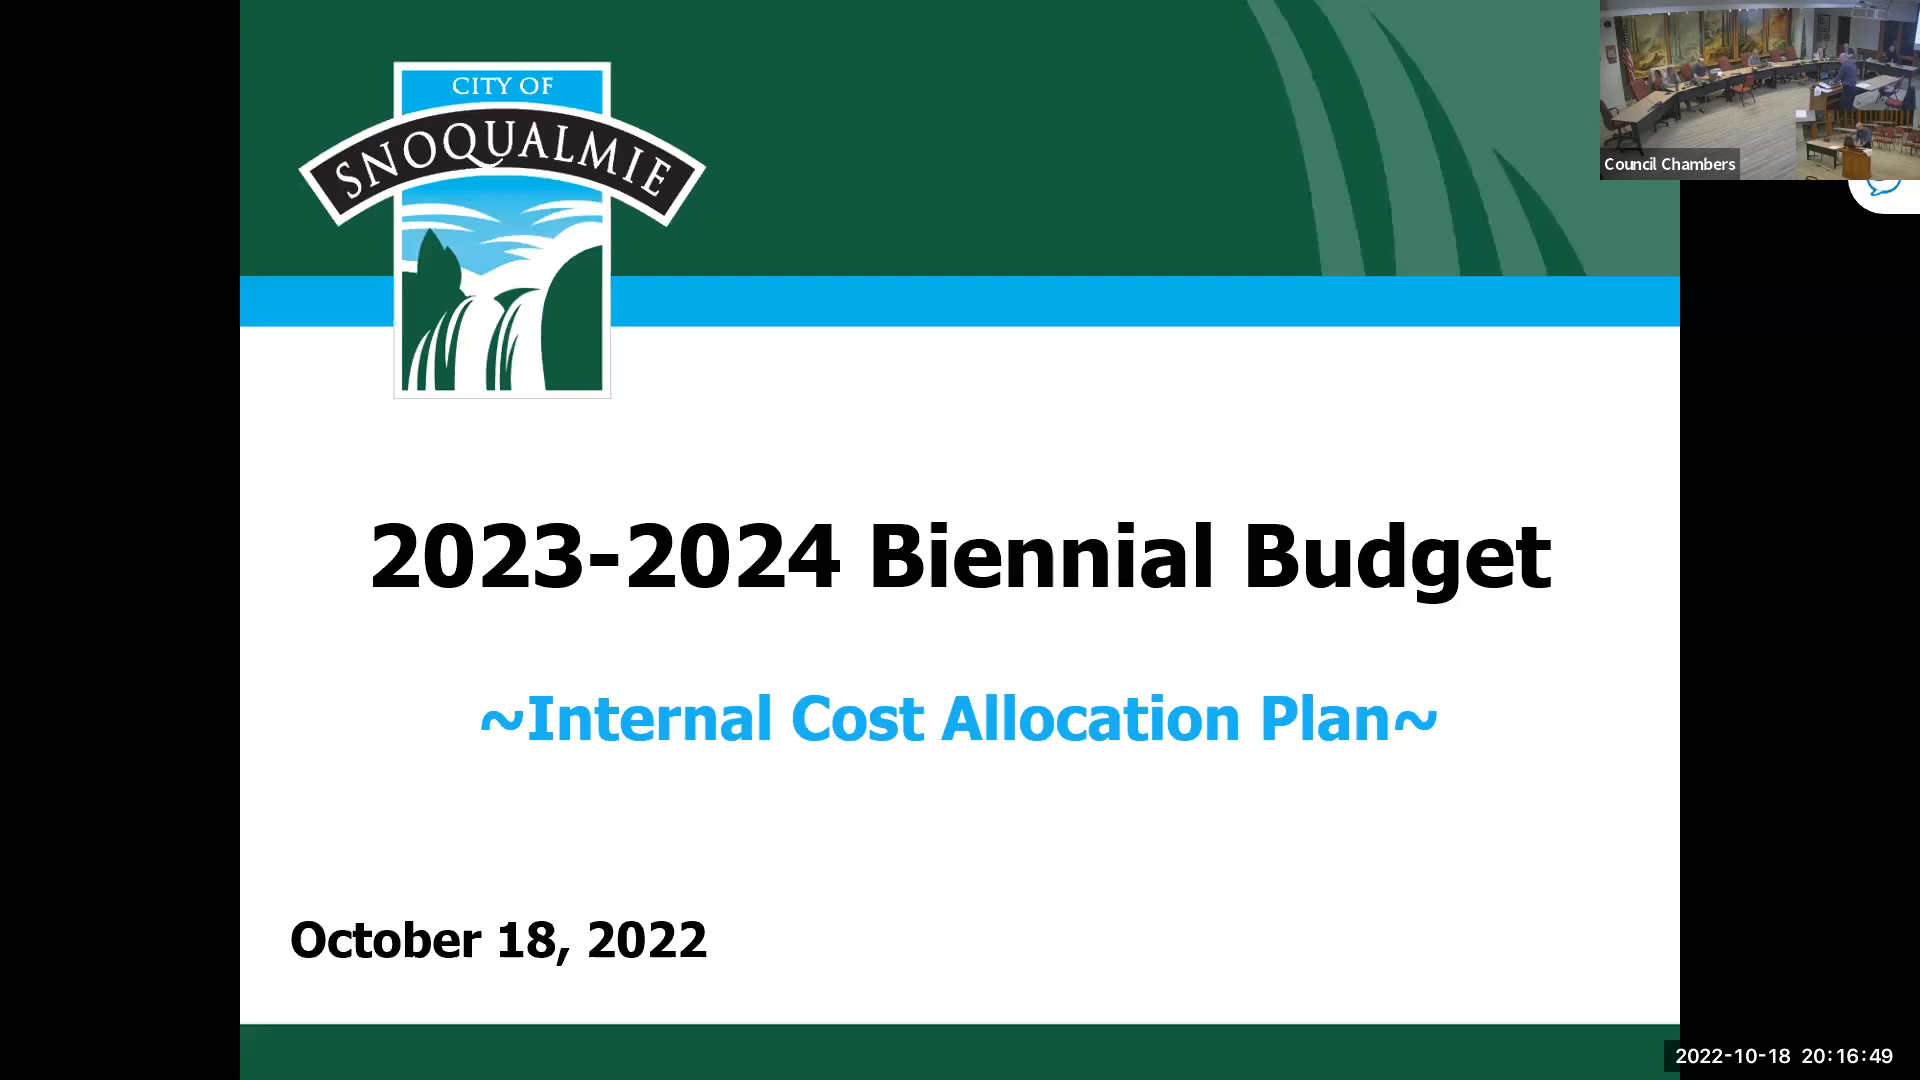 CITY OF
SNOQUALMIE
Council Chambers
2023-2024 Biennial Budget
~Internal Cost Allocation Plan~
October 18, 2022
2022-10-18 20:16:49